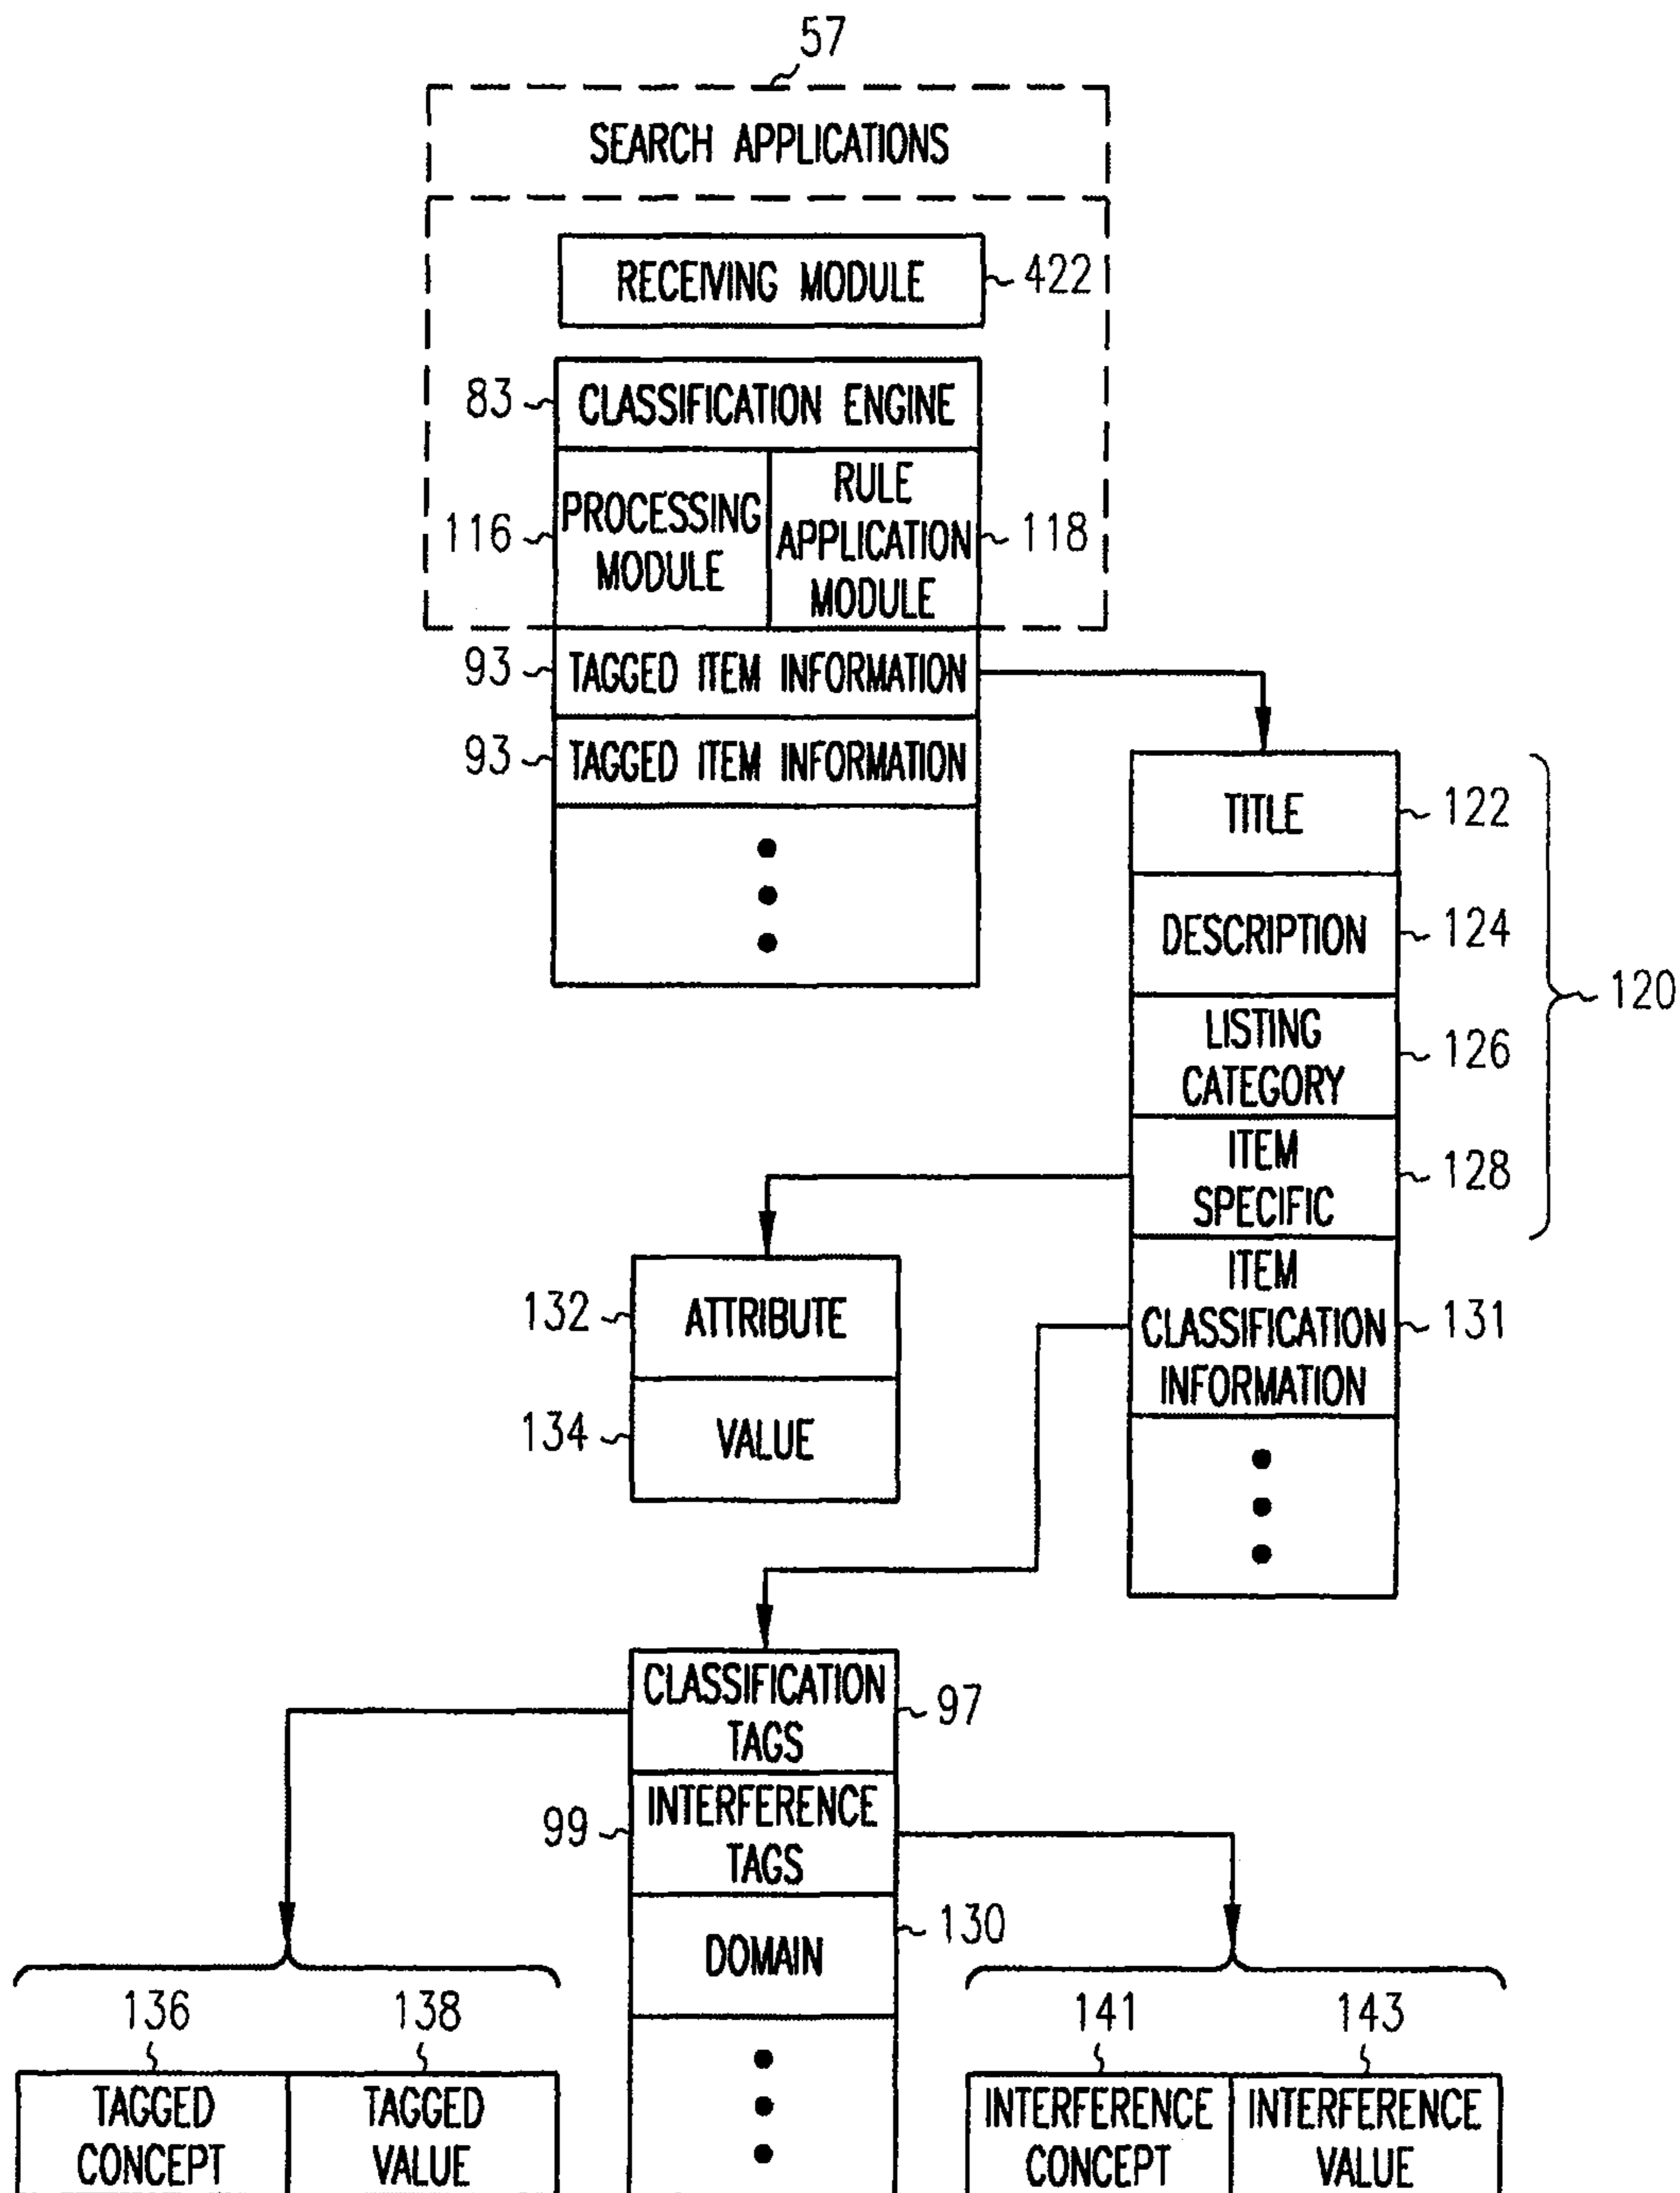 57
SEARCH APPLICATIONS
RECEIVING MODULE
422
83
CLASSIFICATION ENGINE
116
PROCESSING
MODULE
RULE
APPLICATION
MODULE
118
93
TAGGED ITEM INFORMATION
93
TAGGED ITEM INFORMATION
TITLE
122
DESCRIPTION
124
120
LISTING
CATEGORY
126
ITEM
SPECIFIC
128
ITEM
CLASSIFICATION
INFORMATION
131
132
ATTRIBUTE
134
VALUE
CLASSIFICATION
TAGS
97
99
INTERFERENCE
TAGS
DOMAIN
130
136
138
TAGGED
CONCEPT
TAGGED
VALUE
141
143
INTERFERENCE
CONCEPT
INTERFERENCE
VALUE